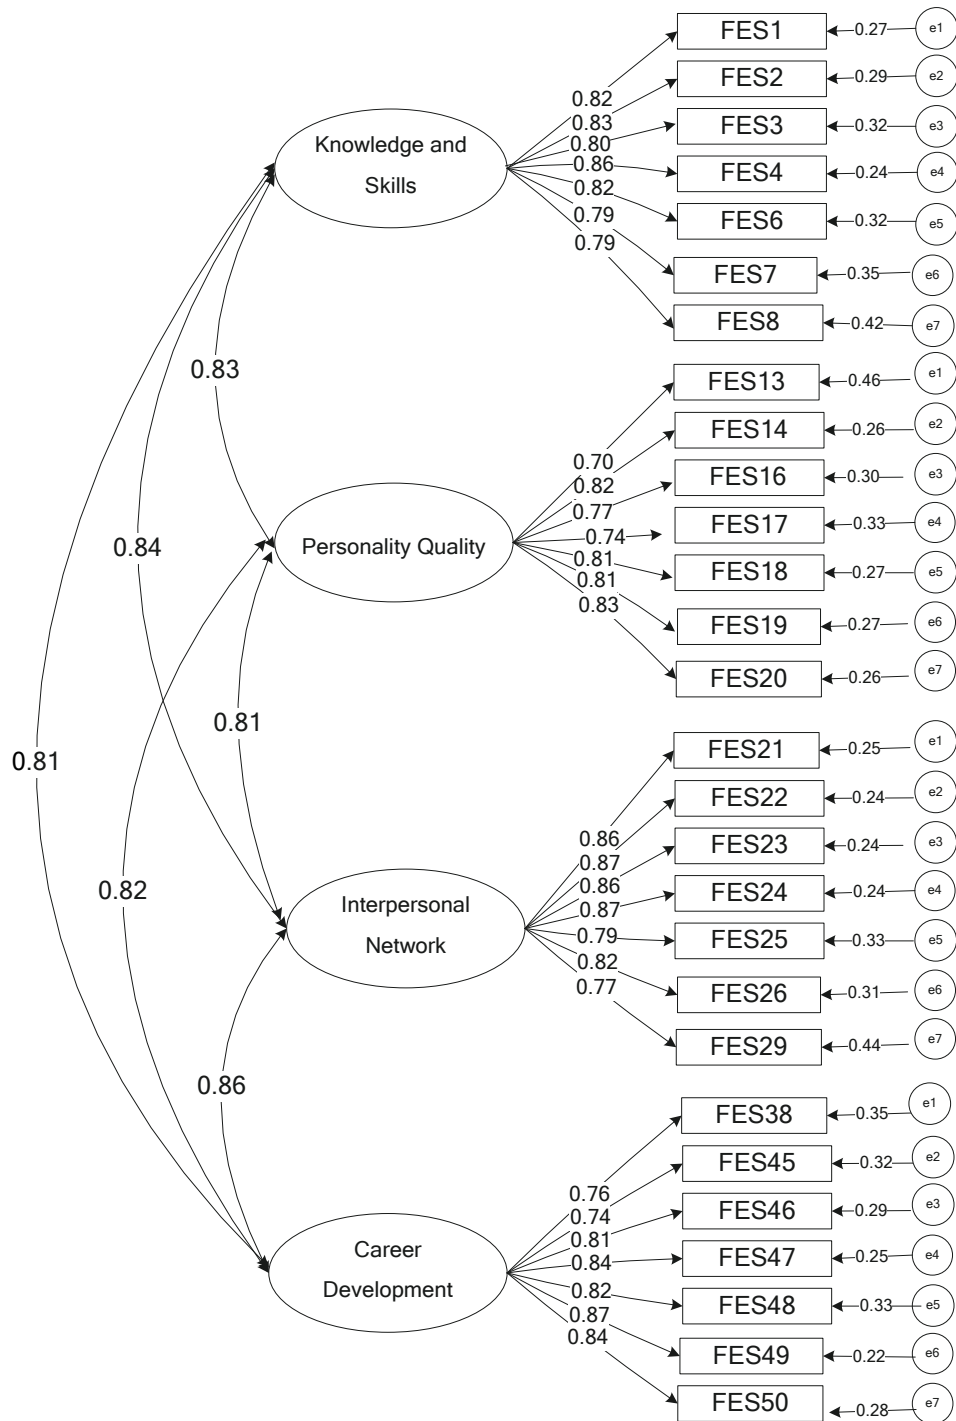 FES1
0.27
e1
FES2
0.29
e2
0.82
0.83
FES3
0.32
e3
0.80
Knowledge and
Skills
0.86
FES4
0.24
e4
0.82
FES6
0.32
e5
0.79
0.79
FES7
0.35
e6
FES8
0.42
e7
0.83
FES13
0.46
e1
FES14
0.26
e2
0.70
0.82
FES16
0.30
e3
0.77
0.74
FES17
0.33
e4
0.84
Personality Quality
0.81
0.81
FES18
0.27
e5
0.83
FES19
0.27
e6
FES20
0.26
e7
0.81
0.81
FES21
0.25
e1
FES22
0.24
e2
0.86
0.87
FES23
0.24
e3
0.86
0.82
Interpersonal
Network
0.87
FES24
0.24
e4
0.79
FES25
0.33
e5
0.82
0.77
FES26
0.31
e6
FES29
0.44
e7
0.86
FES38
0.35
e1
FES45
0.32
e2
0.76
0.74
FES46
0.29
e3
0.81
Career
Development
0.84
FES47
0.25
e4
0.82
FES48
0.33
e5
0.87
0.84
FES49
0.22
e6
FES50
0.28
e7